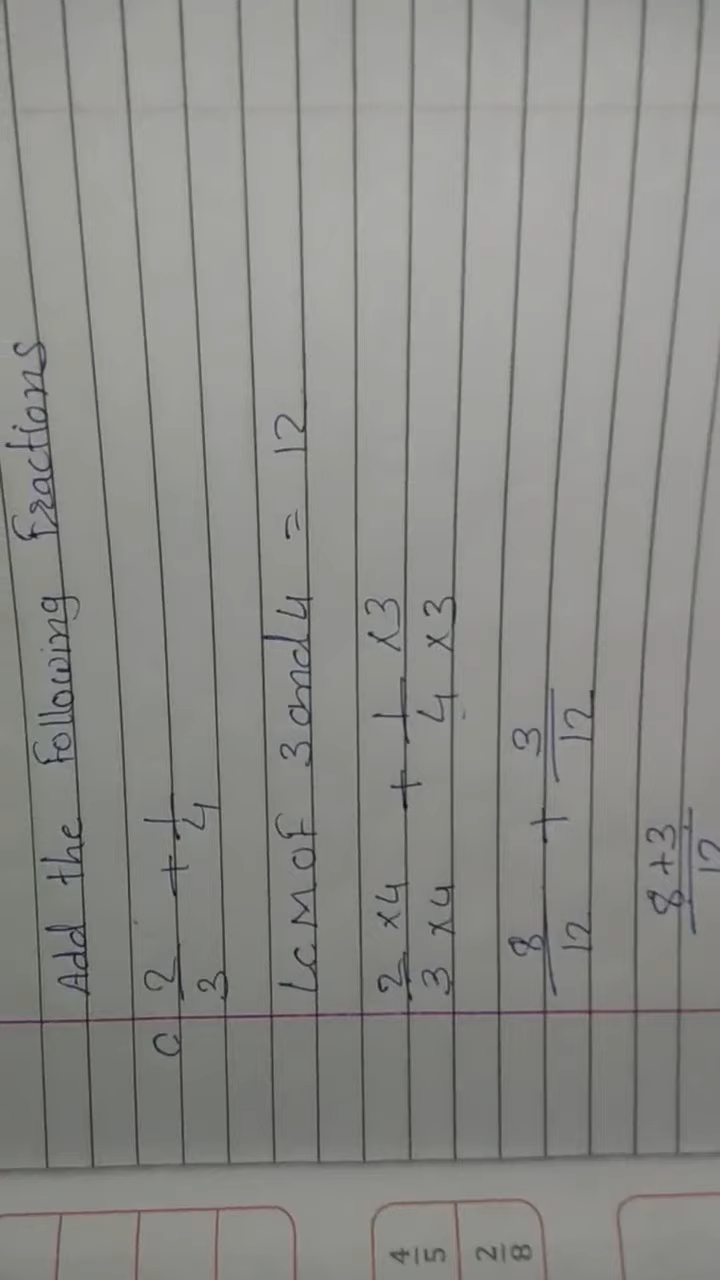 Add the Following Fractions
c 2/3 + 1/4
LCM OF 3 and 4 = 12
2 ×4 / 3 ×4 + 1 ×3 / 4 ×3
8/12 + 3/12
8+3/12
4/5
2/8